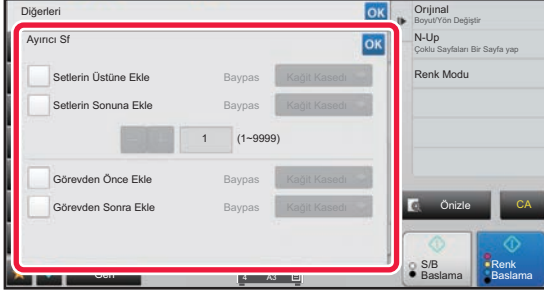 Diğerleri
OK
Ayırıcı Sf
OK
Setlerin Üstüne Ekle
Baypas
Kağıt Kasedi
Setlerin Sonuna Ekle
Baypas
Kağıt Kasedi
1
(1~9999)
Görevden Önce Ekle
Baypas
Kağıt Kasedi
Görevden Sonra Ekle
Baypas
Kağıt Kasedi
Geri
4 A3
Orijinal
Boyut/Yön Değiştir
N-Up
Çoklu Sayfaları Bir Sayfa yap
Renk Modu
Önizle
CA
S/B
Başlama
Renk
Başlama